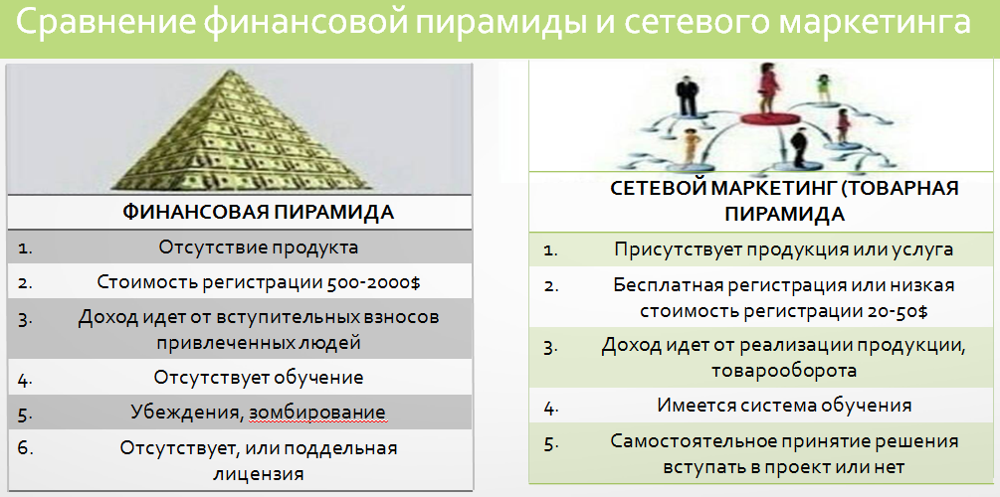 Сравнение финансовой пирамиды и сетевого маркетинга
ФИНАНСОВАЯ ПИРАМИДА
1. Отсутствие продукта
2. Стоимость регистрации 500-2000$
3. Доход идет от вступительных взносов
привлеченных людей
4. Отсутствует обучение
5. Убеждения, зомбирование
6. Отсутствует, или поддельная
лицензия
СЕТЕВОЙ МАРКЕТИНГ (ТОВАРНАЯ
ПИРАМИДА
1. Присутствует продукция или услуга
2. Бесплатная регистрация или низкая
стоимость регистрации 20-50$
3. Доход идет от реализации продукции,
товарооборота
4. Имеется система обучения
5. Самостоятельное принятие решения
вступать в проект или нет